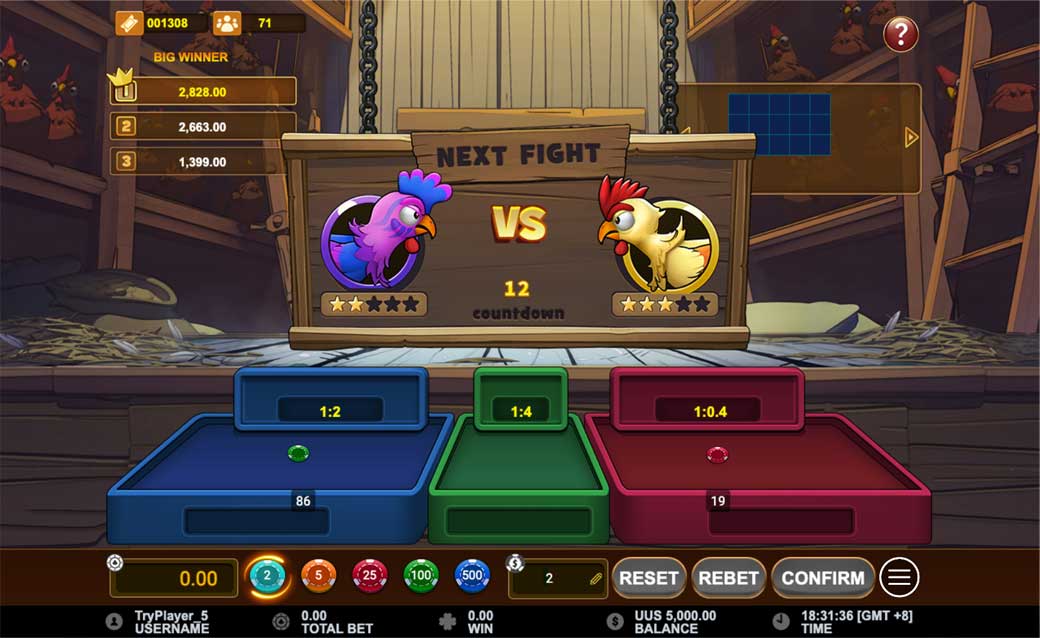 001308
71
?
BIG WINNER
1
2,828.00
2
2,663.00
3
1,399.00
NEXT FIGHT
VS
12
countdown
1:2
1:4
1:0.4
86
19
0.00
2
5
25
100
500
$
2
RESET
REBET
CONFIRM
TryPlayer_5
USERNAME
0.00
TOTAL BET
0.00
WIN
$
UUS 5,000.00
BALANCE
18:31:36 [GMT +8]
TIME